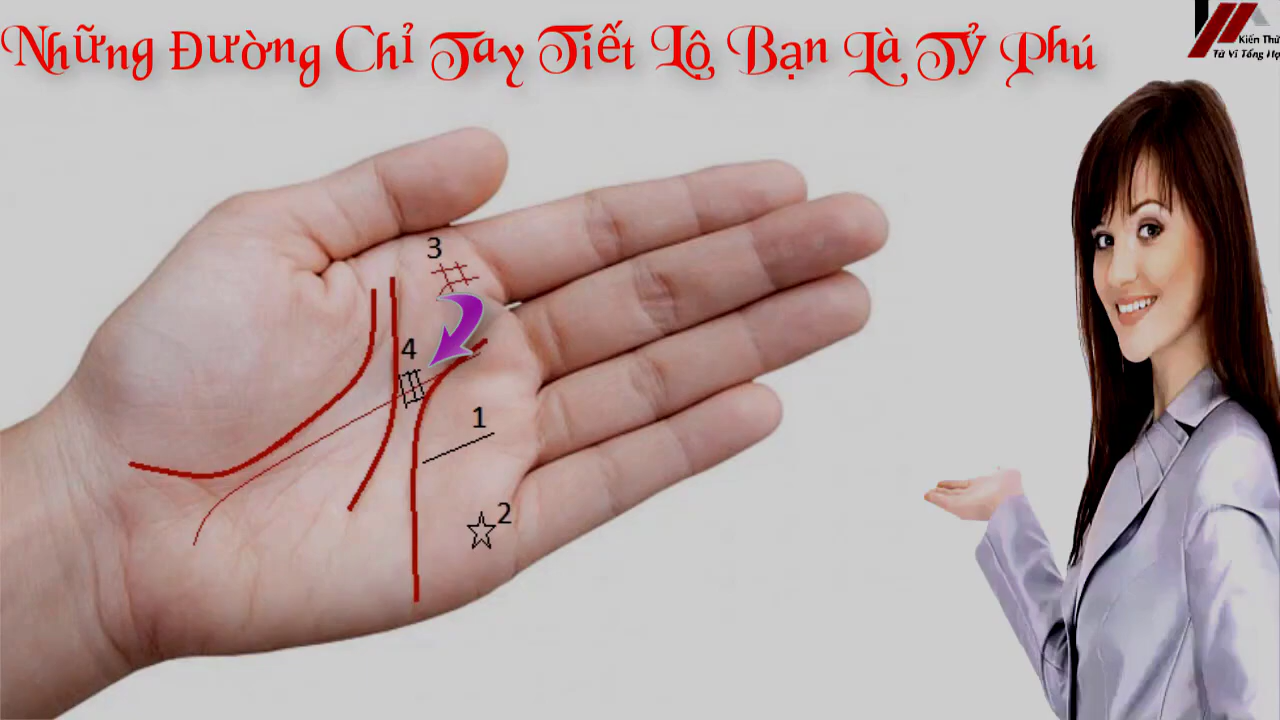 Những Đường Chỉ Tay Tiết Lộ Bạn Là Tỷ Phú
Kiến Thứ
Tử Vi Tổng Hợ
3
4
1
2